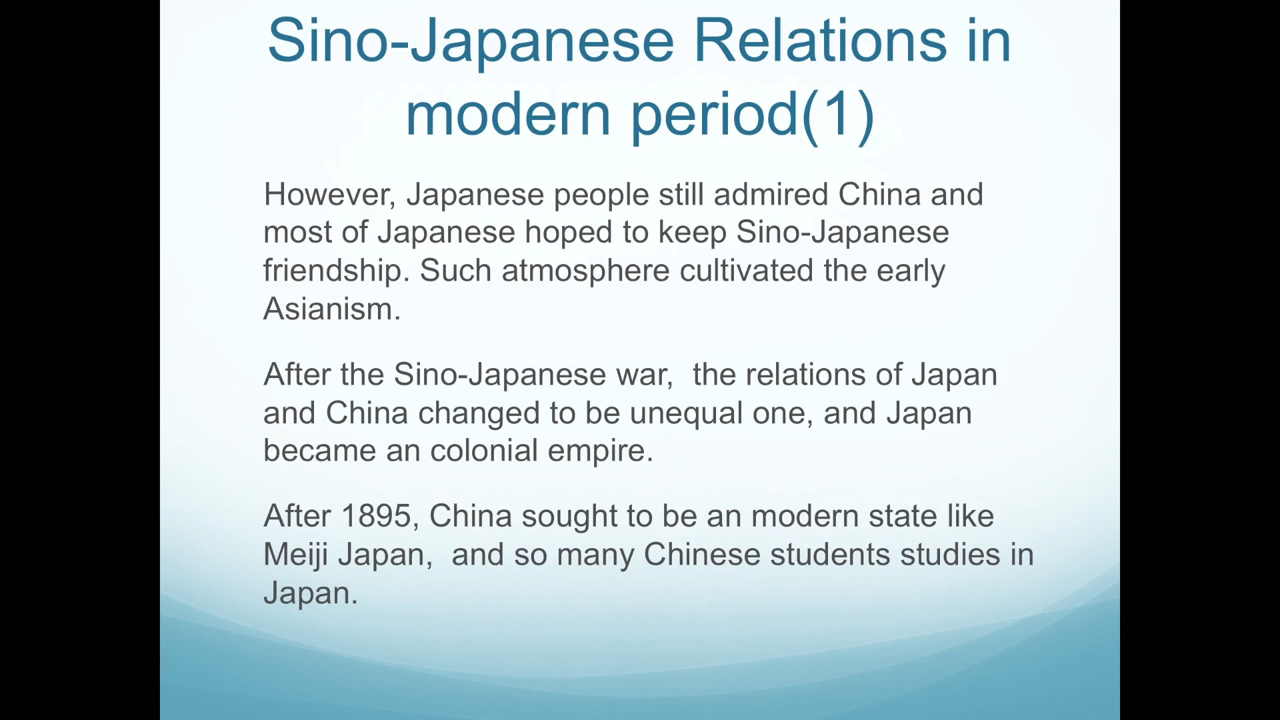 Sino-Japanese Relations in
modern period(1)
However, Japanese people still admired China and
most of Japanese hoped to keep Sino-Japanese
friendship. Such atmosphere cultivated the early
Asianism.
After the Sino-Japanese war,  the relations of Japan
and China changed to be unequal one, and Japan
became an colonial empire.
After 1895, China sought to be an modern state like
Meiji Japan,  and so many Chinese students studies in
Japan.